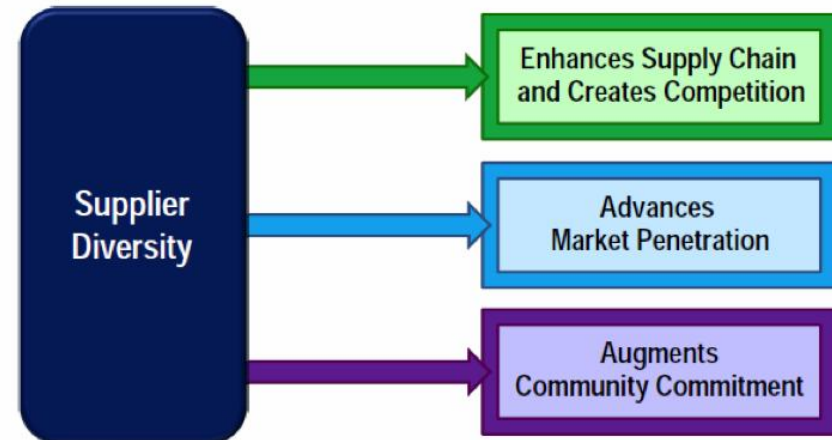 Supplier
Diversity
Enhances Supply Chain
and Creates Competition
Advances
Market Penetration
Augments
Community Commitment